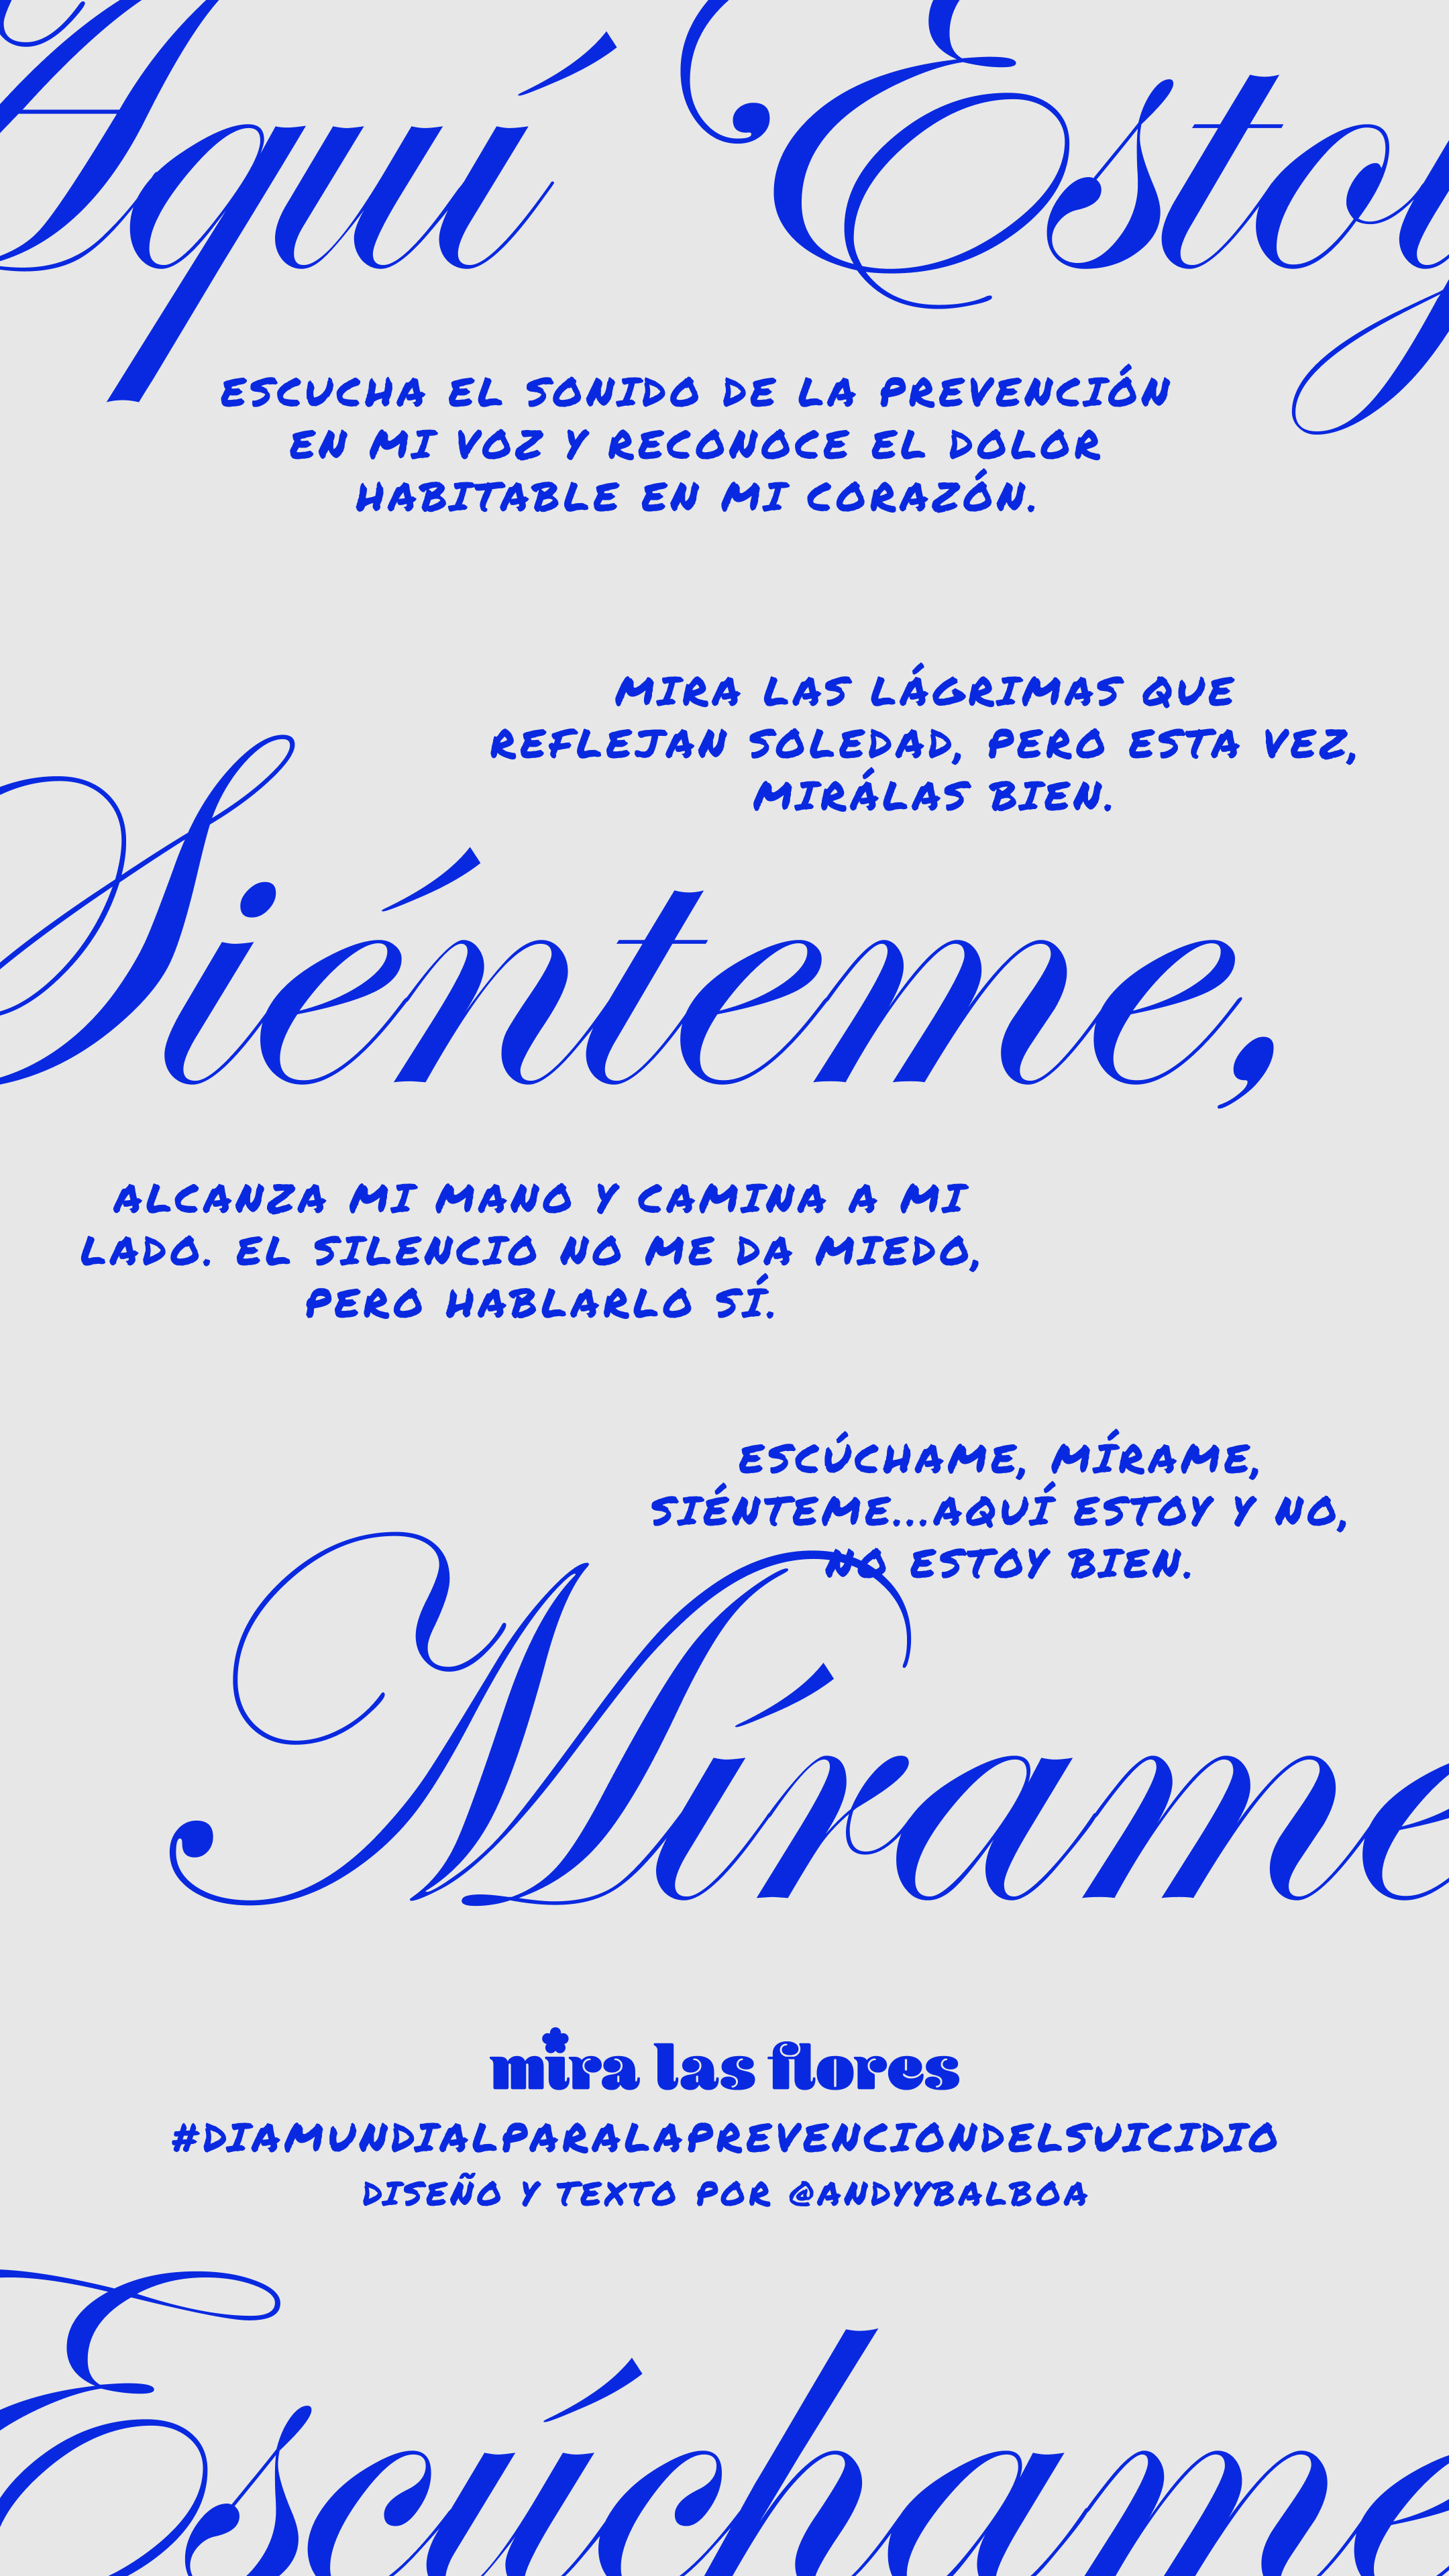 Aquí Estoy
ESCUCHA EL SONIDO DE LA PREVENCIÓN
EN MI VOZ Y RECONOCE EL DOLOR
HABITABLE EN MI CORAZÓN.
MIRA LAS LÁGRIMAS QUE
REFLEJAN SOLEDAD, PERO ESTA VEZ,
MIRÁLAS BIEN.
Siénteme,
ALCANZA MI MANO Y CAMINA A MI
LADO. EL SILENCIO NO ME DA MIEDO,
PERO HABLARLO SÍ.
ESCÚCHAME, MÍRAME,
SIÉNTEME...AQUÍ ESTOY Y NO,
NO ESTOY BIEN.
Mírame
mira las flores
#DIAMUNDIALPARALAPREVENCIONDELSUICIDIO
DISEÑO Y TEXTO POR @ANDYYBALBOA
Escúchame